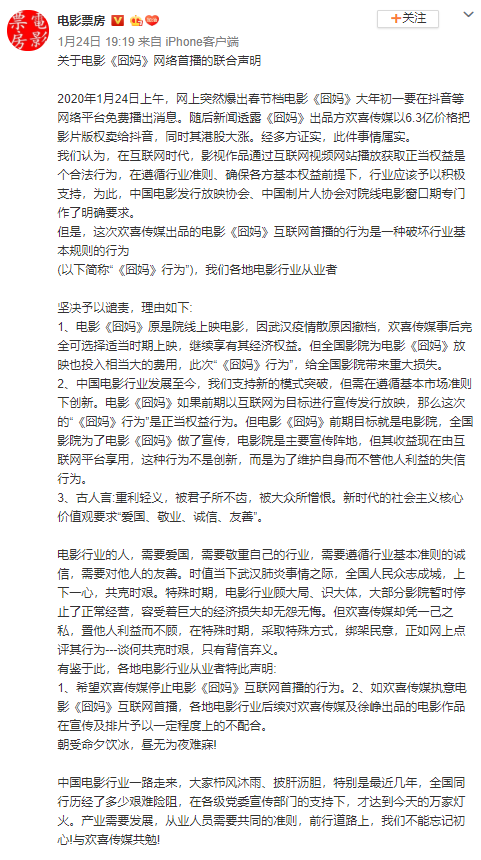 電影
票房
电影票房
+关注
1月24日 19:19 来自 iPhone客户端
关于电影《囧妈》网络首播的联合声明
2020年1月24日上午，网上突然爆出春节档电影《囧妈》大年初一要在抖音等
网络平台免费播出消息。随后新闻透露《囧妈》出品方欢喜传媒以6.3亿价格把
影片版权卖给抖音，同时其港股大涨。经多方证实，此件事情属实。
我们认为，在互联网时代，影视作品通过互联网视频网站播放获取正当权益是
个合法行为，在遵循行业准则、确保各方基本权益前提下，行业应该予以积极
支持，为此，中国电影发行放映协会、中国制片人协会对院线电影窗口期专门
作了明确要求。
但是，这次欢喜传媒出品的电影《囧妈》互联网首播的行为是一种破坏行业基
本规则的行为
(以下简称“《囧妈》行为”)，我们各地电影行业从业者
坚决予以谴责，理由如下:
1、电影《囧妈》原是院线上映电影，因武汉疫情散原因撤档，欢喜传媒事后完
全可选择适当时期上映，继续享有其经济权益。但全国影院为电影《囧妈》放
映也投入相当大的费用，此次“《囧妈》行为”，给全国影院带来重大损失。
2、中国电影行业发展至今，我们支持新的模式突破，但需在遵循基本市场准则
下创新。电影《囧妈》如果前期以互联网为目标进行宣传发行放映，那么这次
的“《囧妈》行为”是正当权益行为。但电影《囧妈》前期目标就是电影院，全国
影院为了电影《囧妈》做了宣传，电影院是主要宣传阵地，但其收益现在由互
联网平台享用，这种行为不是创新，而是为了维护自身而不管他人利益的失信
行为。
3、古人言:重利轻义，被君子所不齿，被大众所憎恨。新时代的社会主义核心
价值观要求“爱国、敬业、诚信、友善”。
电影行业的人，需要爱国，需要敬重自己的行业，需要遵循行业基本准则的诚
信，需要对他人的友善。时值当下武汉肺炎事情之际，全国人民众志成城，上
下一心，共克时艰。特殊时期，电影行业顾大局、识大体，大部分影院暂时停
止了正常经营，容受着巨大的经济损失却无怨无悔。但欢喜传媒却凭一己之
私，置他人利益而不顾，在特殊时期，采取特殊方式，绑架民意，正如网上点
评其行为---谈何共克时艰，只有背信弃义。
有鉴于此，各地电影行业从业者特此声明:
1、希望欢喜传媒停止电影《囧妈》互联网首播的行为。2、如欢喜传媒执意电
影《囧妈》互联网首播，各地电影行业后续对欢喜传媒及徐峥出品的电影作品
在宣传及排片予以一定程度上的不配合。
朝受命夕饮冰，昼无为夜难寐!
中国电影行业一路走来，大家栉风沐雨、披肝沥胆，特别是最近几年，全国同
行历经了多少艰难险阻，在各级党委宣传部门的支持下，才达到今天的万家灯
火。产业需要发展，从业人员需要共同的准则，前行道路上，我们不能忘记初
心!与欢喜传媒共勉!